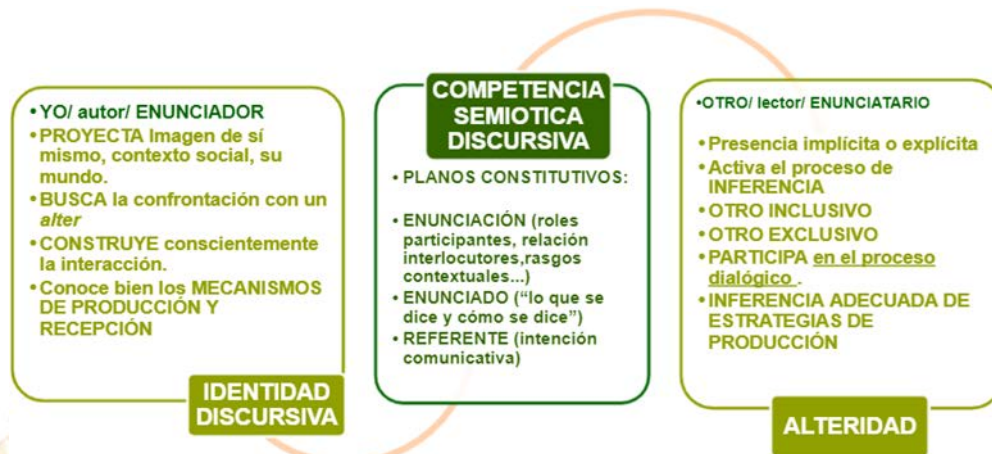 • YO/ autor/ ENUNCIADOR
• PROYECTA Imagen de sí
mismo, contexto social, su
mundo.
• BUSCA la confrontación con un
alter
• CONSTRUYE conscientemente
la interacción.
• Conoce bien los MECANISMOS
DE PRODUCCIÓN Y
RECEPCIÓN
IDENTIDAD
DISCURSIVA
COMPETENCIA
SEMIOTICA
DISCURSIVA
• PLANOS CONSTITUTIVOS:
• ENUNCIACIÓN (roles
participantes, relación
interlocutores,rasgos
contextuales...)
• ENUNCIADO (“lo que se
dice y cómo se dice”)
• REFERENTE (intención
comunicativa)
•OTRO/ lector/ ENUNCIATARIO
• Presencia implícita o explícita
• Activa el proceso de
INFERENCIA
• OTRO INCLUSIVO
• OTRO EXCLUSIVO
• PARTICIPA en el proceso
dialógico .
• INFERENCIA ADECUADA DE
ESTRATEGIAS DE
PRODUCCIÓN
ALTERIDAD